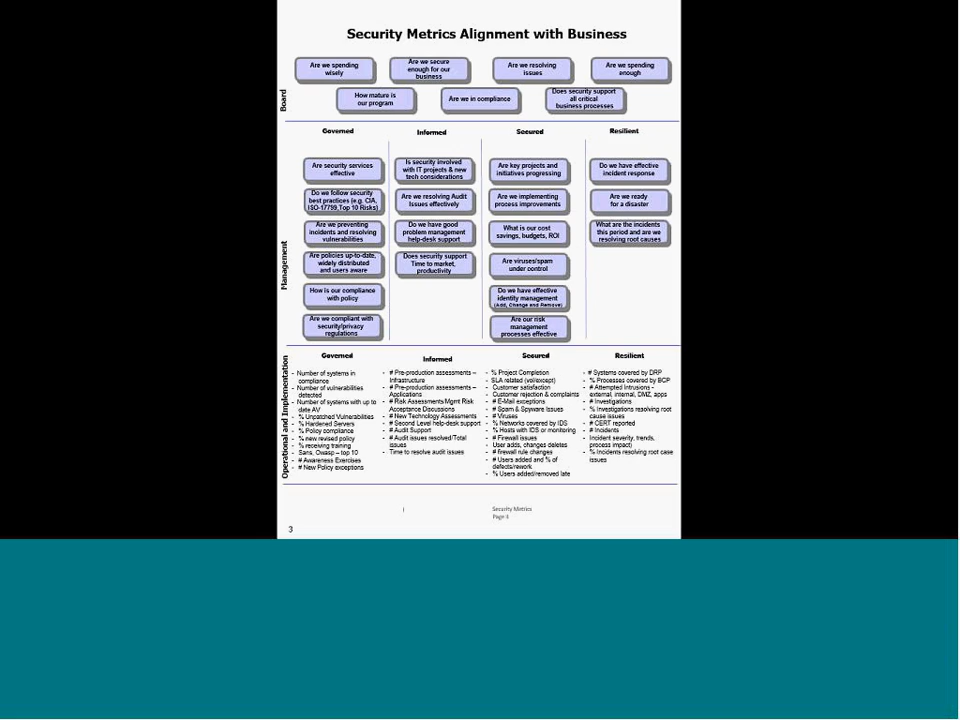 Security Metrics Alignment with Business
Are we spending
wisely
Are we secure
enough for our
business
Are we resolving
issues
Are we spending
enough
How mature is
our program
Are we in compliance
Does security support
all critical
business processes
Board
Governed
Informed
Secured
Resilient
Management
Are security services
effective
Do we follow security
best practices (e.g. CIA,
ISO-17799,Top 10 Risks)
Are we preventing
incidents and resolving
vulnerabilities
Are policies up-to-date,
widely distributed
and users aware
How is our compliance
with policy
Are we compliant with
security/privacy
regulations
Is security involved
with IT projects & new
tech considerations
Are we resolving Audit
Issues effectively
Do we have good
problem management
help-desk support
Does security support
Time to market,
productivity
Are key projects and
initiatives progressing
Are we implementing
process improvements
What is our cost
savings, budgets, ROI
Are viruses/spam
under control
Do we have effective
identity management
(Add, Change and Remove)
Are our risk
management
processes effective
Do we have effective
incident response
Are we ready
for a disaster
What are the incidents
this period and are we
resolving root causes
Operational and Implementation
Governed
- Number of systems in
compliance
- Number of vulnerabilities
detected
- Number of systems with up to
date AV
- % Unpatched Vulnerabilities
- % Hardened Servers
- % Policy compliance
- % new revised policy
- % receiving training
- Sans, Owasp – top 10
- # Awareness Exercises
- # New Policy exceptions
Informed
- # Pre-production assessments –
Infrastructure
- # Pre-production assessments –
Applications
- # Risk Assessments Mgmt Risk
Acceptance Discussions
- # New Technology Assessments
- # Second Level help-desk support
- # Audit Support
- # Audit issues resolved/Total
issues
- Time to resolve audit issues
Secured
- % Project Completion
- SLA related (vol/except)
- Customer satisfaction
- Customer rejection & complaints
- # E-Mail exceptions
- # Spam & Spyware Issues
- # Viruses
- % Networks covered by IDS
- % Hosts with IDS or monitoring
- # Firewall issues
- User adds, changes deletes
- # firewall rule changes
- # Users added and % of
defects/rework
- % Users added/removed late
Resilient
- # Systems covered by DRP
- % Processes covered by BCP
- # Attempted Intrusions -
external, internal, DMZ, apps
- # Investigations
- % Investigations resolving root
cause issues
- # CERT reported
- # Incidents
- Incident severity, trends,
process impact)
- % Incidents resolving root case
issues
Security Metrics
Page 4
3